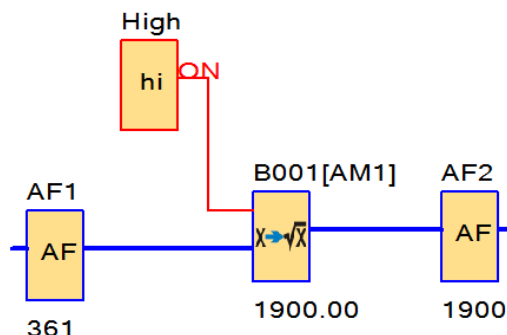 High
ON
hi
B001[AM1]
AF2
AF1
X→√X
AF
AF
1900.00
1900
361